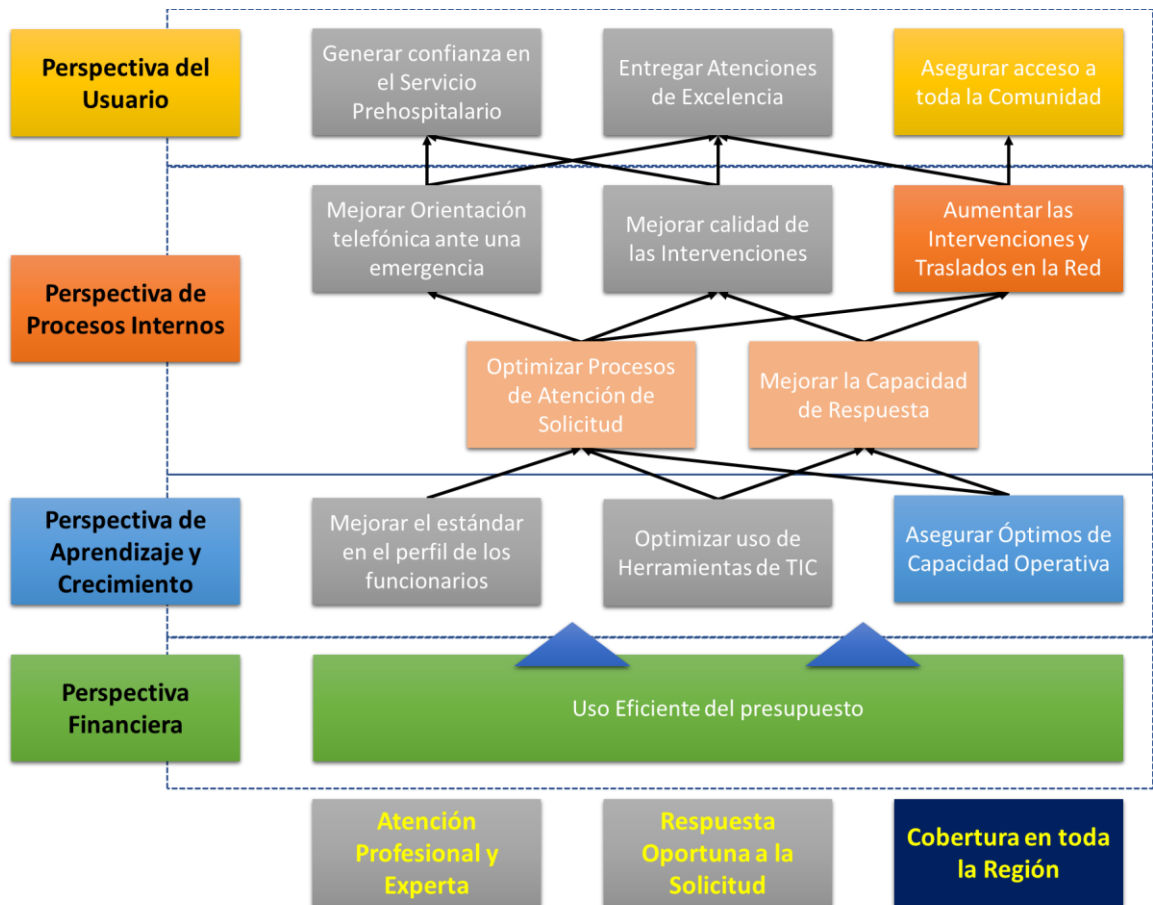 Perspectiva del
Usuario
Generar confianza en
el Servicio
Prehospitalario
Entregar Atenciones
de Excelencia
Asegurar acceso a
toda la Comunidad
Perspectiva de
Procesos Internos
Mejorar Orientación
telefónica ante una
emergencia
Mejorar calidad de
las Intervenciones
Aumentar las
Intervenciones y
Traslados en la Red
Optimizar Procesos
de Atención de
Solicitud
Mejorar la Capacidad
de Respuesta
Perspectiva de
Aprendizaje y
Crecimiento
Mejorar el estándar
en el perfil de los
funcionarios
Optimizar uso de
Herramientas de TIC
Asegurar Óptimos de
Capacidad Operativa
Perspectiva
Financiera
Uso Eficiente del presupuesto
Atención
Profesional y
Experta
Respuesta
Oportuna a la
Solicitud
Cobertura en toda
la Región